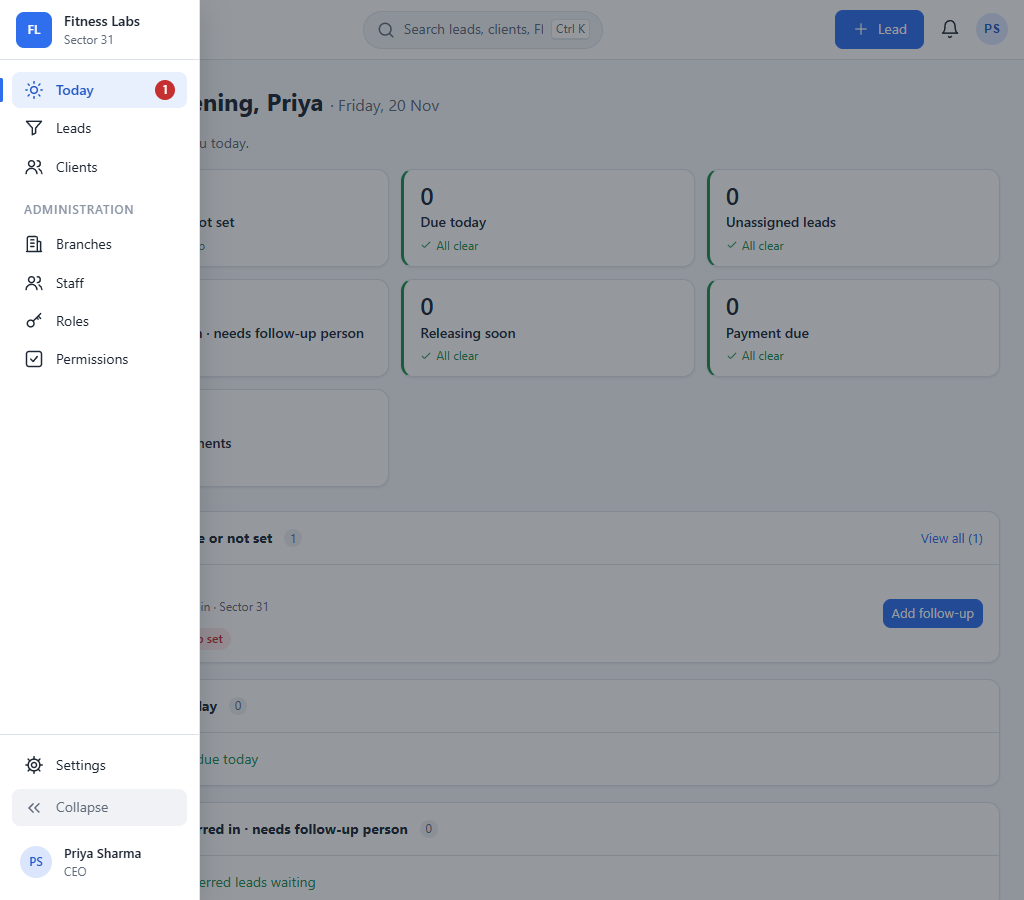 FL
Fitness Labs
Sector 31
Search leads, clients, Fl
Ctrl K
Lead
PS
Today
1
Leads
Clients
ADMINISTRATION
Branches
Staff
Roles
Permissions
Settings
Collapse
PS
Priya Sharma
CEO
ening, Priya · Friday, 20 Nov
u today.
ot set
0
Due today
All clear
0
Unassigned leads
All clear
· needs follow-up person
0
Releasing soon
All clear
0
Payment due
All clear
nents
e or not set 1
View all (1)
in · Sector 31
set
Add follow-up
lay 0
due today
rred in · needs follow-up person 0
erred leads waiting